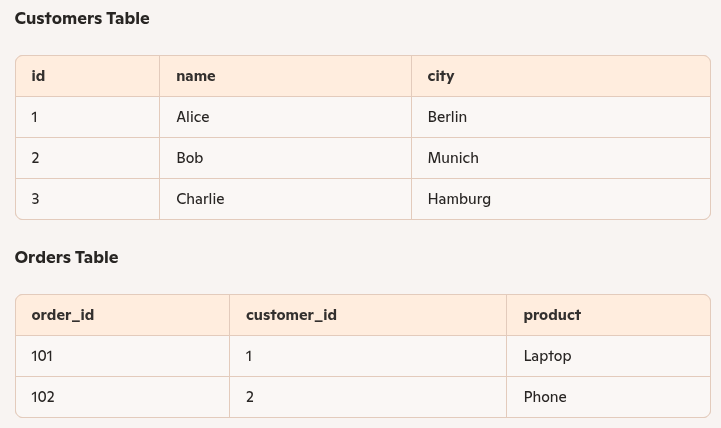 Customers Table
id name city
1 Alice Berlin
2 Bob Munich
3 Charlie Hamburg
Orders Table
order_id customer_id product
101 1 Laptop
102 2 Phone